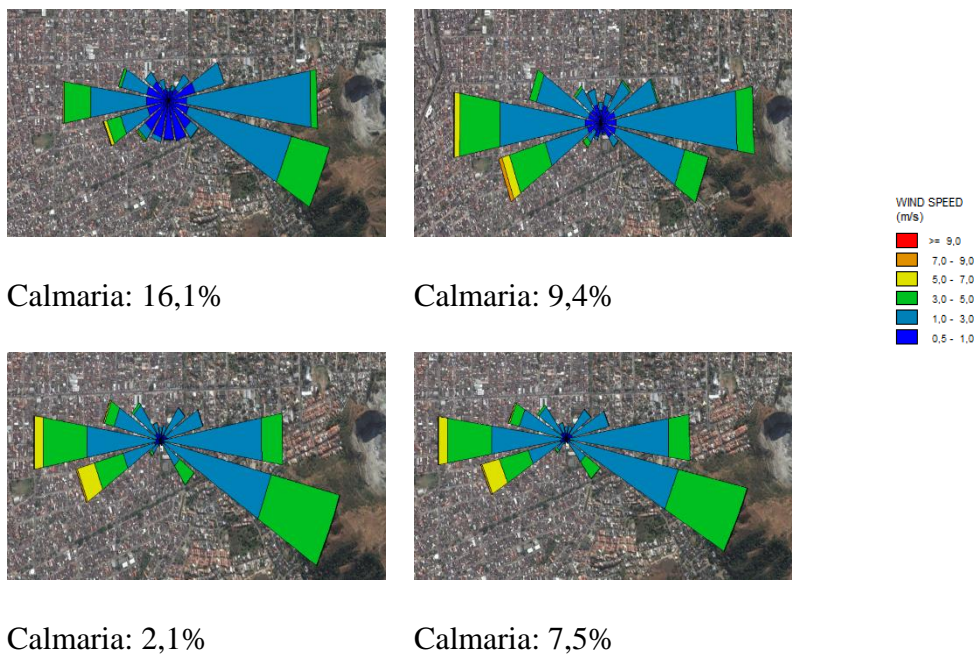 WIND SPEED
(m/s)
>= 9,0
7,0 - 9,0
5,0 - 7,0
3,0 - 5,0
1,0 - 3,0
0,5 - 1,0
Calmaria: 16,1%
Calmaria: 9,4%
Calmaria: 2,1%
Calmaria: 7,5%